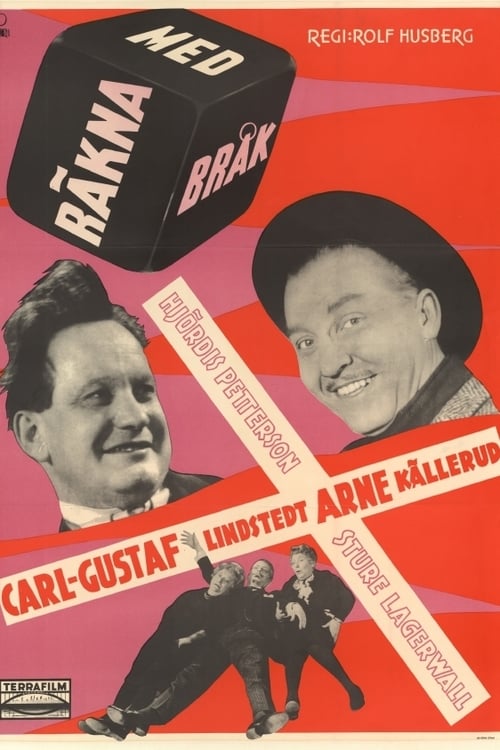 REGI: ROLF HUSBERG
RÄKNA
MED
BRÅK
HJÖRDIS PETTERSON
STURE LAGERWALL
CARL-GUSTAF LINDSTEDT ARNE KÄLLERUD
TERRAFILM